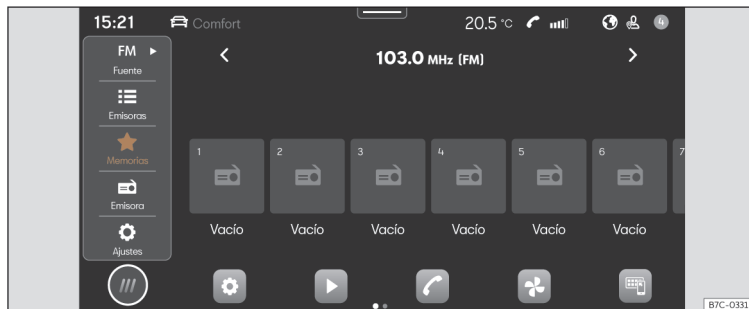 15:21 Comfort 20.5 °C 4
FM
Fuente
103.0 MHz (FM)
Emisoras
Memorias
Emisora
Ajustes
1 2 3 4 5 6 7
Vacío Vacío Vacío Vacío Vacío Vacío
B7C-0331